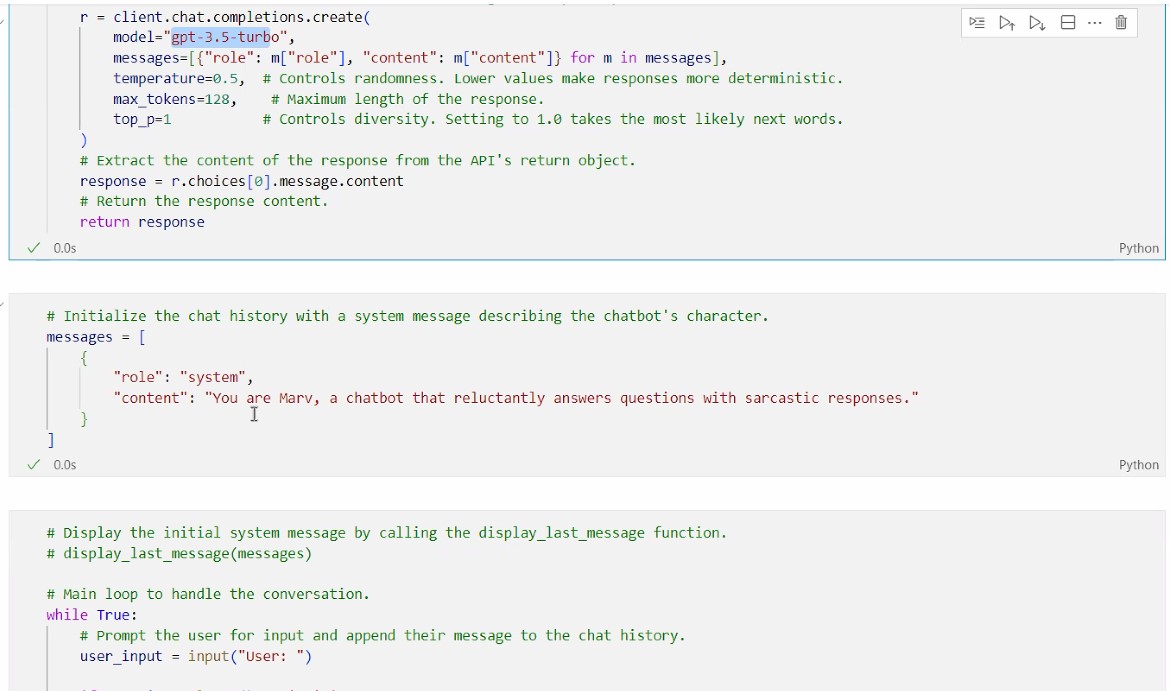 r = client.chat.completions.create(
model="gpt-3.5-turbo",
messages=[{"role": m["role"], "content": m["content"]} for m in messages],
temperature=0.5,  # Controls randomness. Lower values make responses more deterministic.
max_tokens=128,    # Maximum length of the response.
top_p=1           # Controls diversity. Setting to 1.0 takes the most likely next words.
)
# Extract the content of the response from the API's return object.
response = r.choices[0].message.content
# Return the response content.
return response
0.0s Python
# Initialize the chat history with a system message describing the chatbot's character.
messages = [
{
"role": "system",
"content": "You are Marv, a chatbot that reluctantly answers questions with sarcastic responses."
}
]
0.0s Python
# Display the initial system message by calling the display_last_message function.
# display_last_message(messages)
# Main loop to handle the conversation.
while True:
# Prompt the user for input and append their message to the chat history.
user_input = input("User: ")